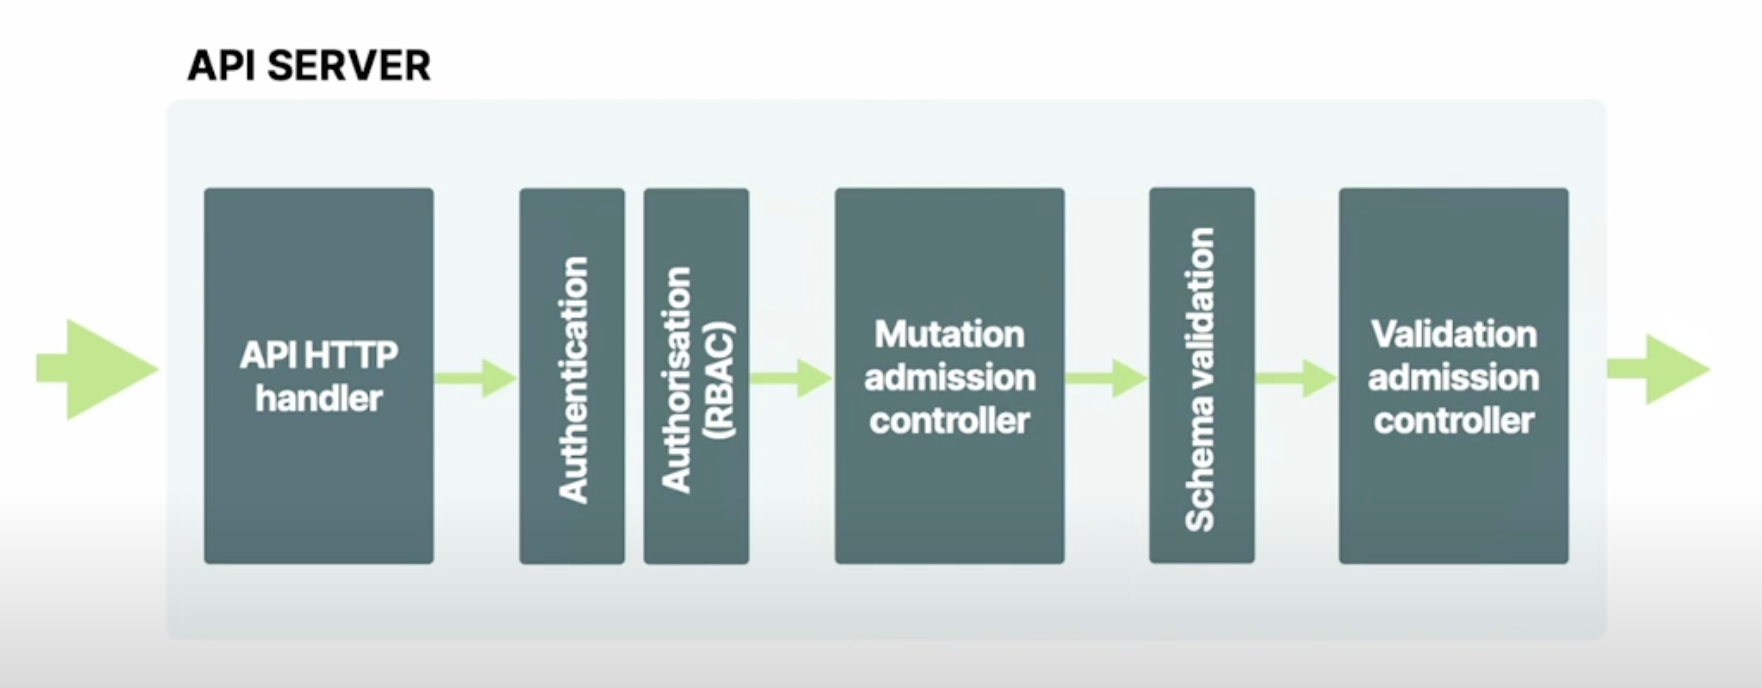 API SERVER
API HTTP
handler
Authentication
Authorisation
(RBAC)
Mutation
admission
controller
Schema validation
Validation
admission
controller